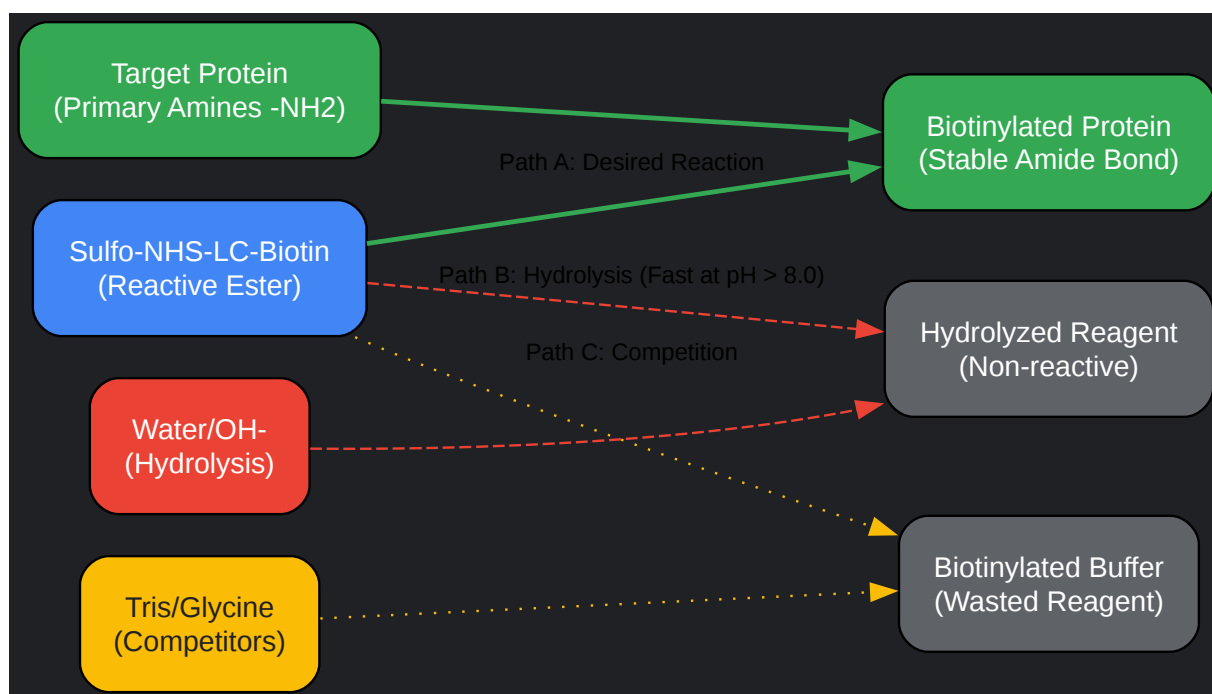 Target Protein
(Primary Amines -NH2)
Biotinylated Protein
(Stable Amide Bond)
Path A: Desired Reaction
Sulfo-NHS-LC-Biotin
(Reactive Ester)
Path B: Hydrolysis (Fast at pH > 8.0)
Hydrolyzed Reagent
(Non-reactive)
Path C: Competition
Water/OH-
(Hydrolysis)
Biotinylated Buffer
(Wasted Reagent)
Tris/Glycine
(Competitors)